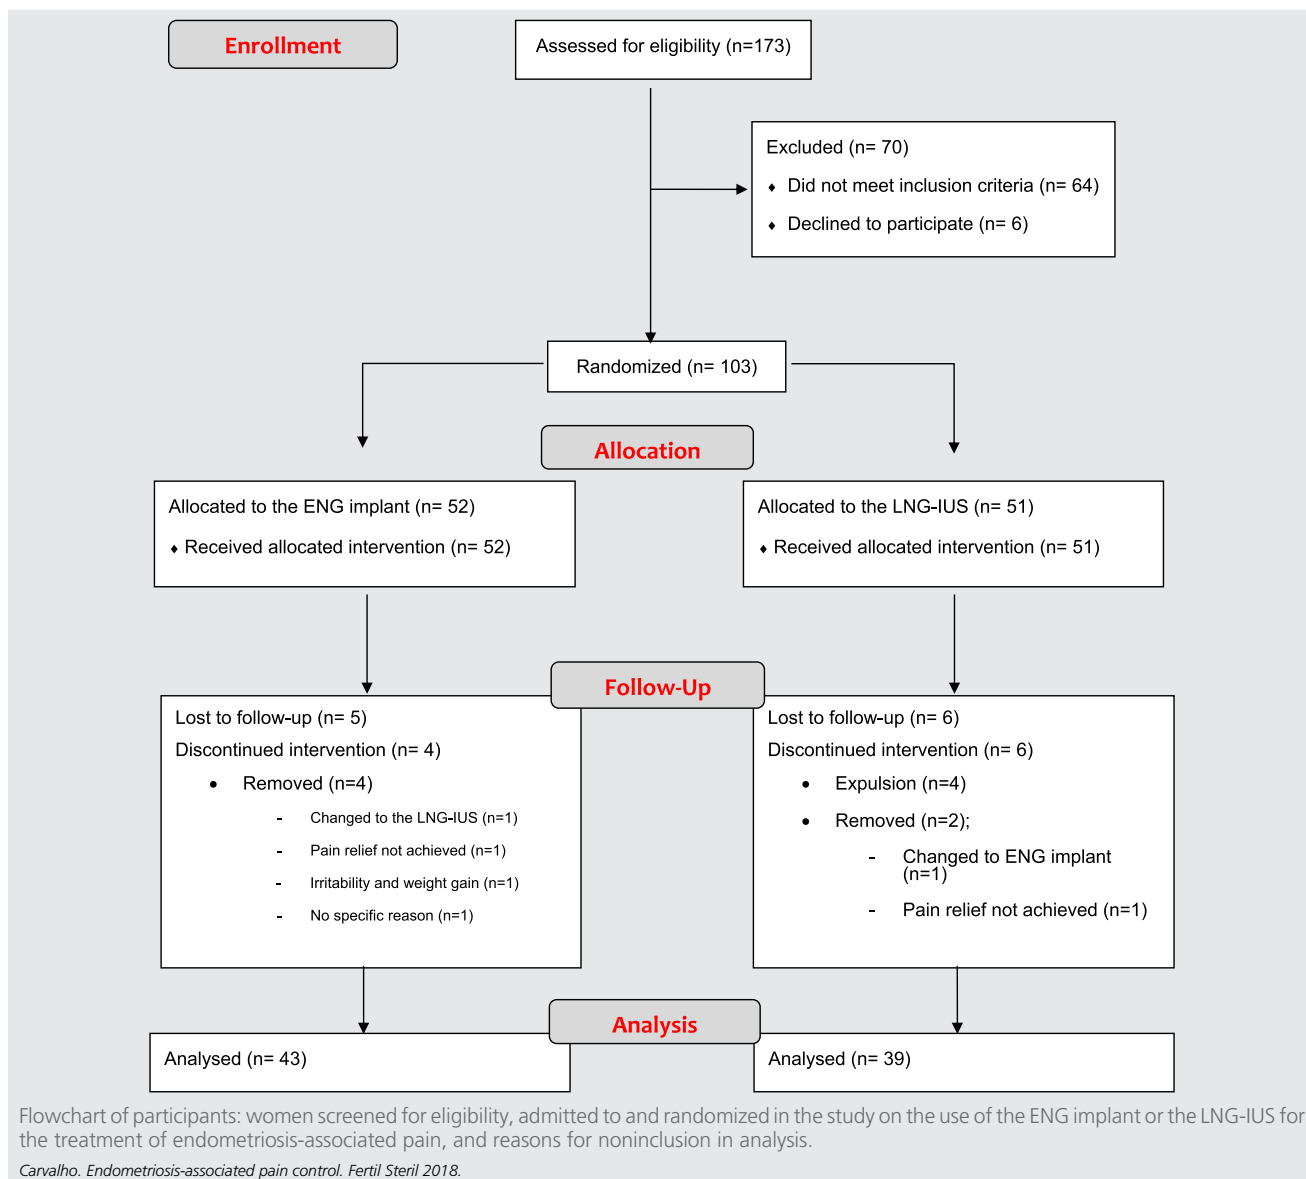 Enrollment
Assessed for eligibility (n=173)
Excluded (n= 70)
♦ Did not meet inclusion criteria (n= 64)
♦ Declined to participate (n= 6)
Randomized (n= 103)
Allocation
Allocated to the ENG implant (n= 52)
♦ Received allocated intervention (n= 52)
Allocated to the LNG-IUS (n= 51)
♦ Received allocated intervention (n= 51)
Follow-Up
Lost to follow-up (n= 5)
Discontinued intervention (n= 4)
• Removed (n=4)
- Changed to the LNG-IUS (n=1)
- Pain relief not achieved (n=1)
- Irritability and weight gain (n=1)
- No specific reason (n=1)
Lost to follow-up (n= 6)
Discontinued intervention (n= 6)
• Expulsion (n=4)
• Removed (n=2);
- Changed to ENG implant
(n=1)
- Pain relief not achieved (n=1)
Analysis
Analysed (n= 43)
Analysed (n= 39)
Flowchart of participants: women screened for eligibility, admitted to and randomized in the study on the use of the ENG implant or the LNG-IUS for
the treatment of endometriosis-associated pain, and reasons for noninclusion in analysis.
Carvalho. Endometriosis-associated pain control. Fertil Steril 2018.